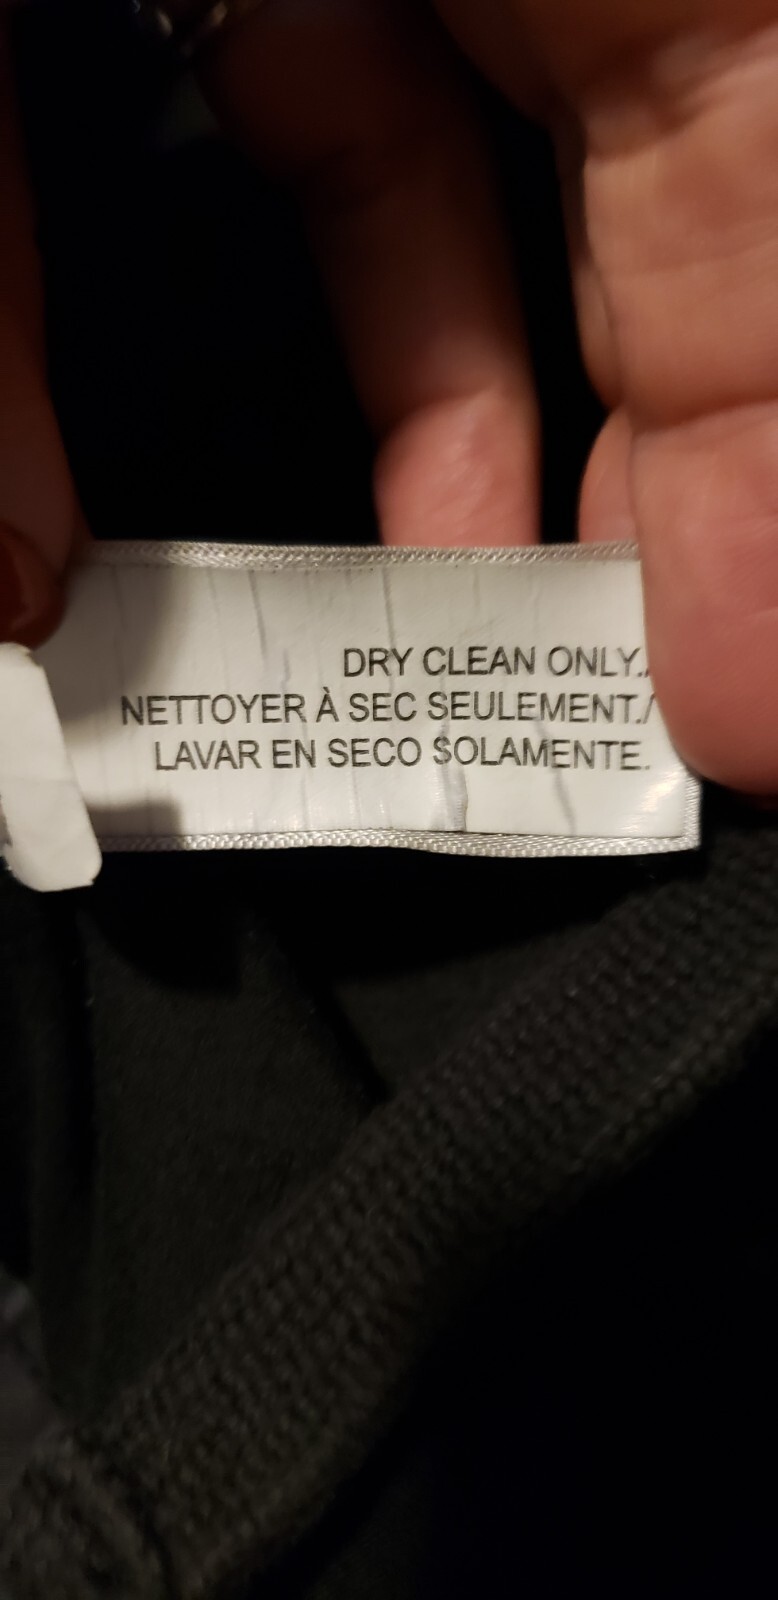 DRY CLEAN ONLY./
NETTOYER À SEC SEULEMENT./
LAVAR EN SECO SOLAMENTE.